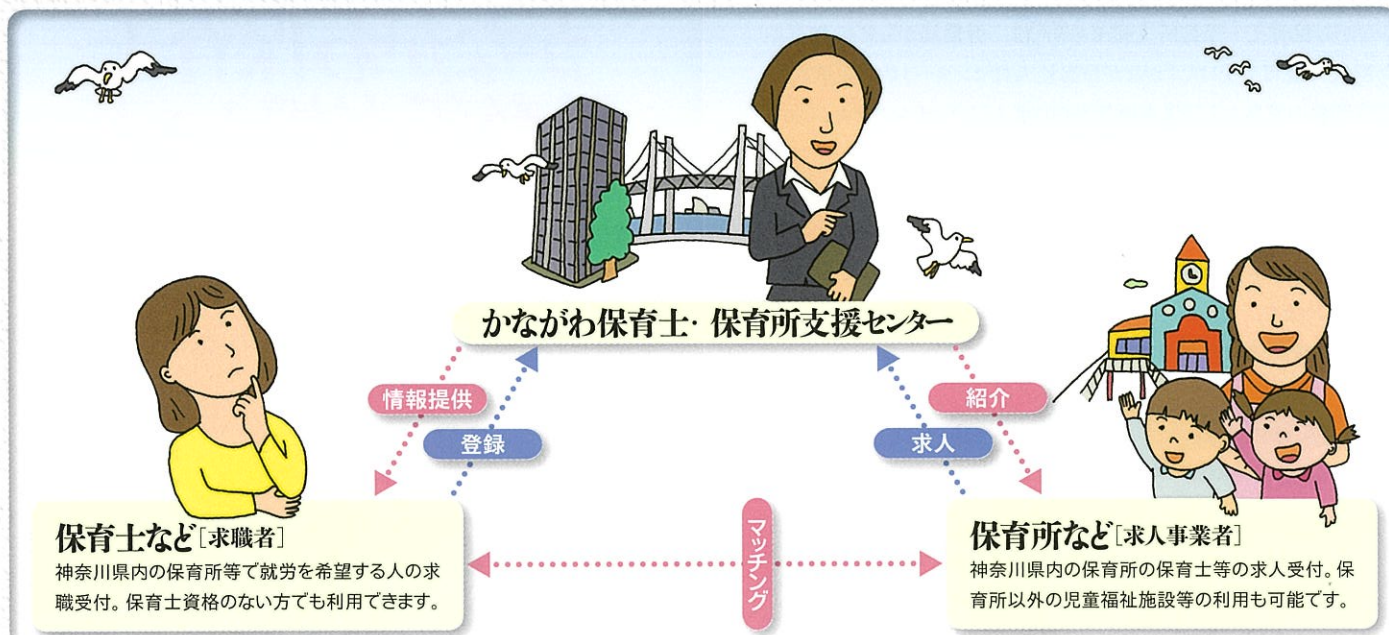 かながわ保育士・保育所支援センター
情報提供
登録
紹介
求人
マッチング
保育士など[求職者]
神奈川県内の保育所等で就労を希望する人の求
職受付。保育士資格のない方でも利用できます。
保育所など[求人事業者]
神奈川県内の保育所の保育士等の求人受付。保
育所以外の児童福祉施設等の利用も可能です。